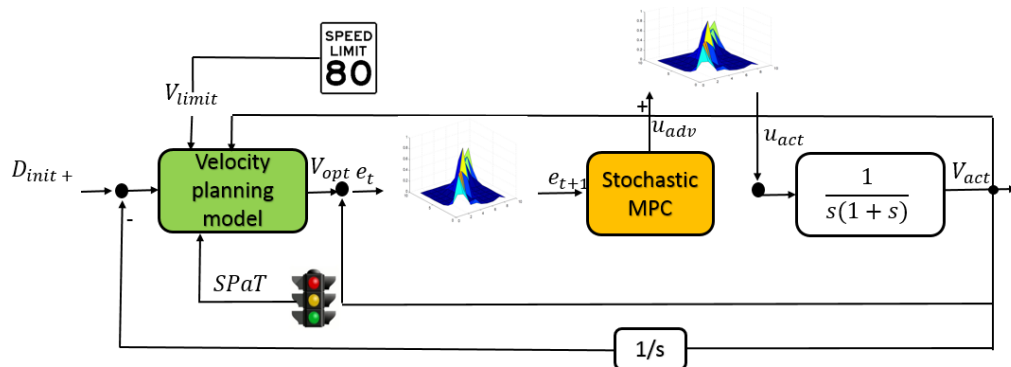 SPEED
LIMIT
80
V_limit
D_init +
-
Velocity
planning
model
V_opt
e_t
e_{t+1}
+
u_adv
Stochastic
MPC
u_act
1
s(1 + s)
V_act
SPaT
1/s